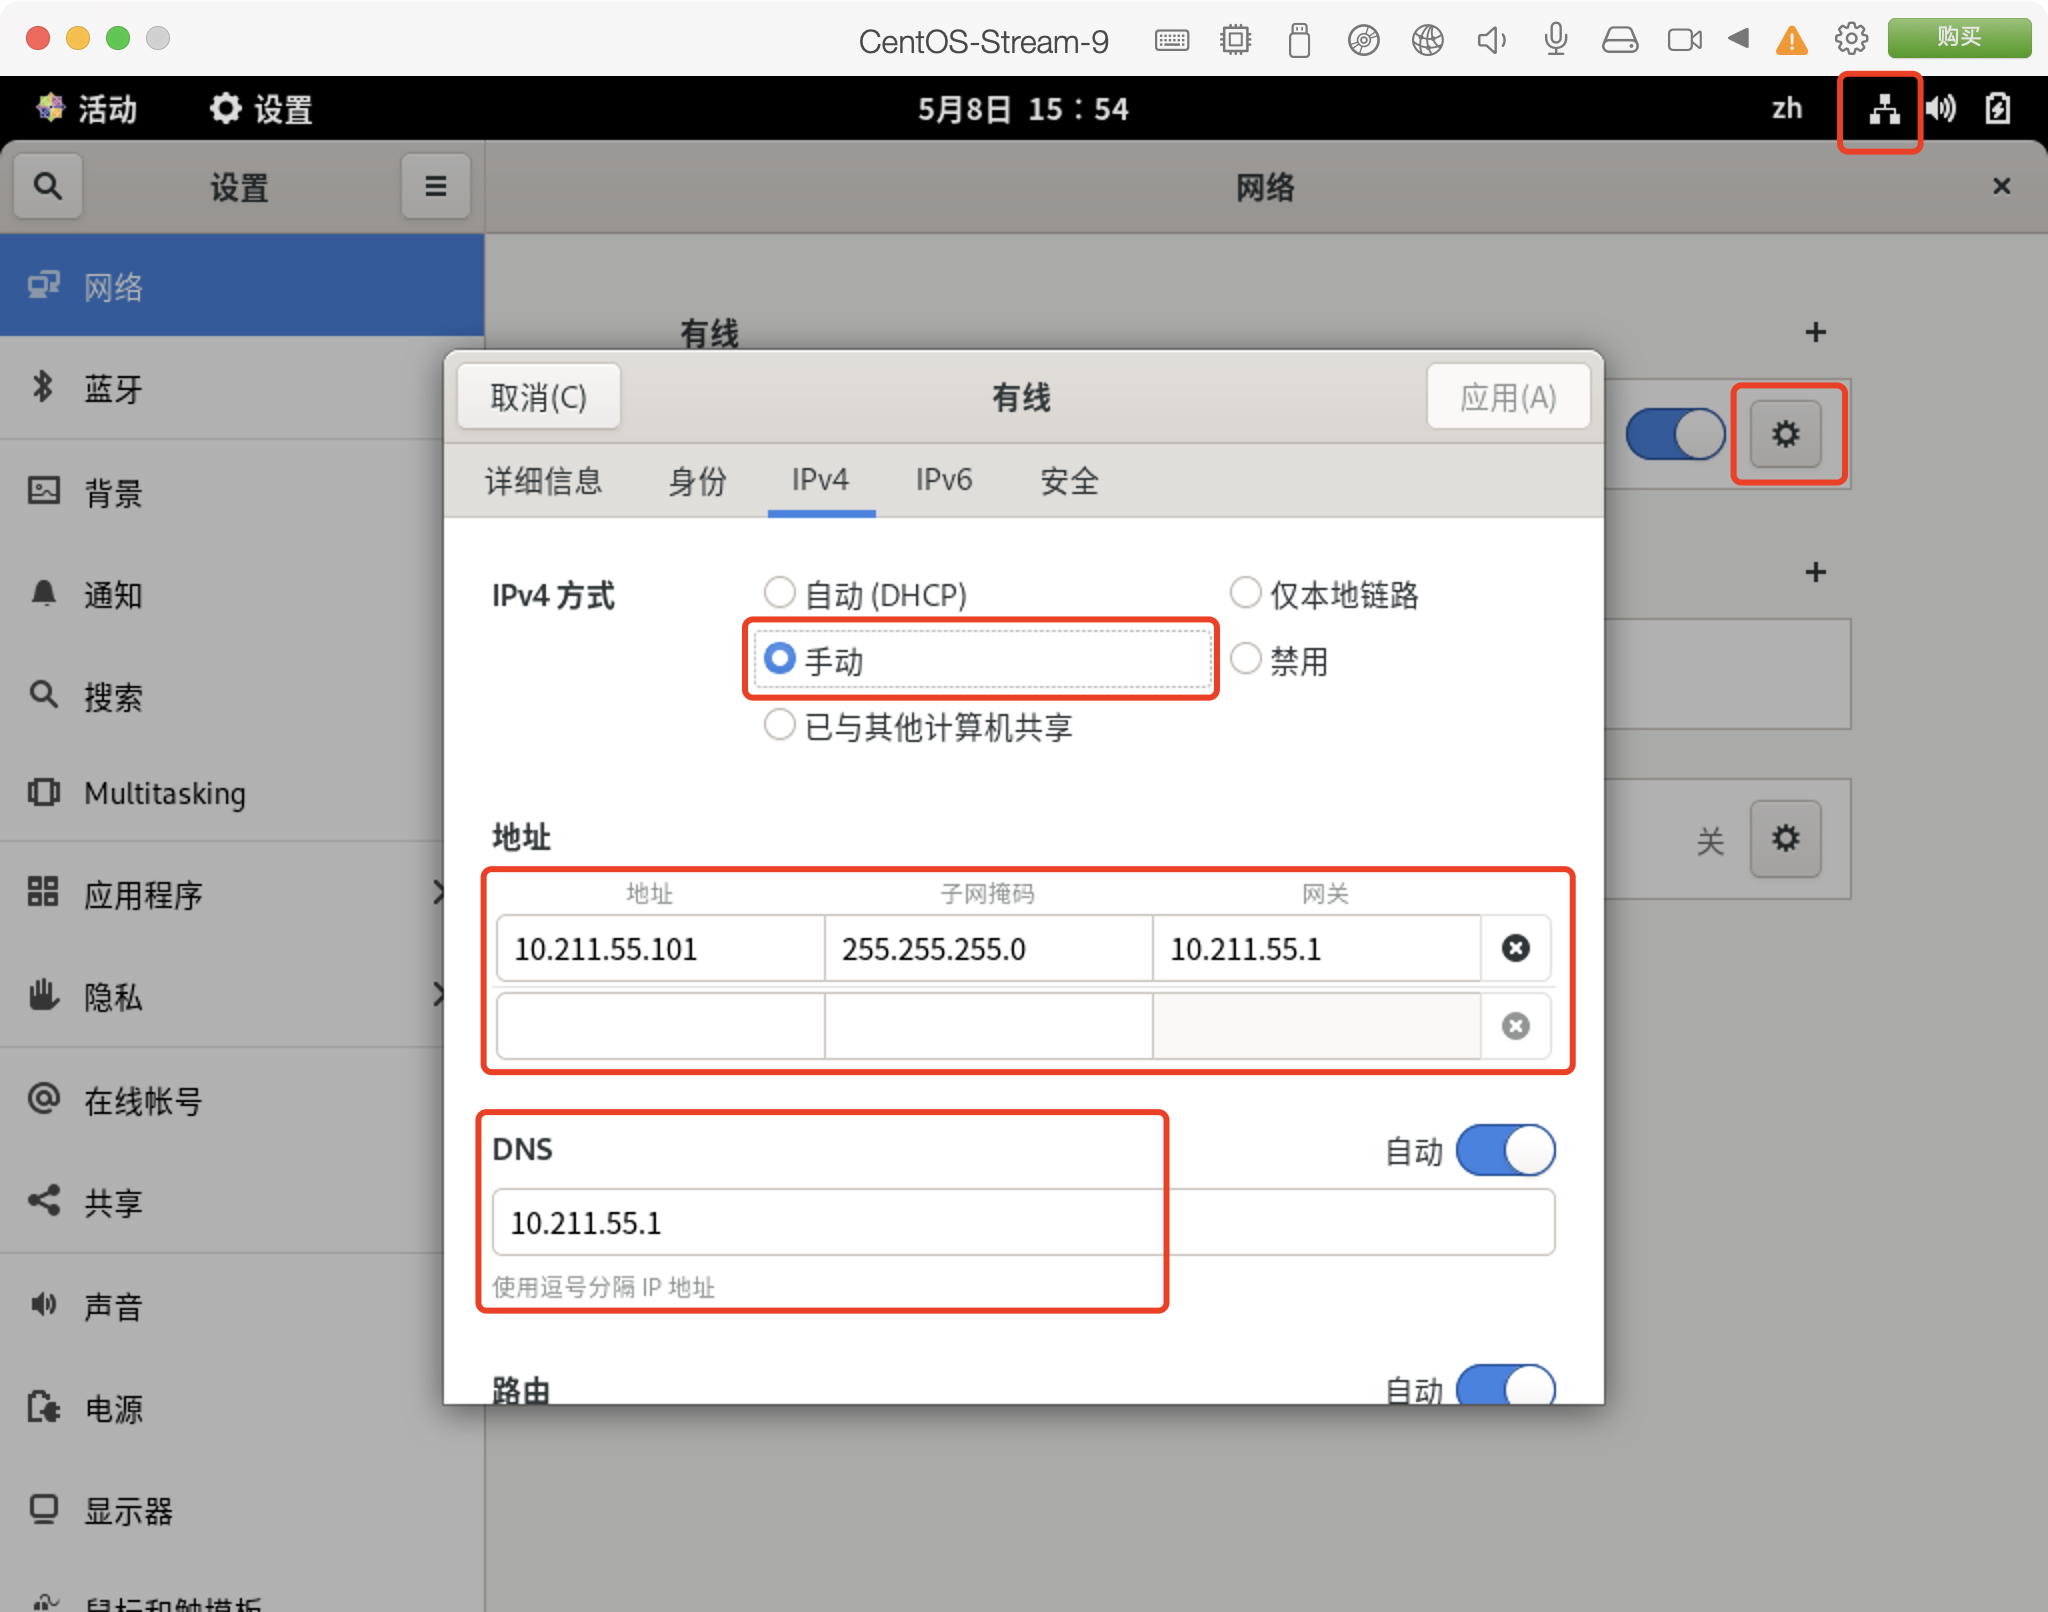 CentOS-Stream-9
购买
活动
设置
5月8日 15：54
zh
设置
网络
网络
蓝牙
背景
通知
搜索
Multitasking
应用程序
隐私
在线帐号
共享
声音
电源
显示器
鼠标和触摸板
有线
关
取消(C)
有线
应用(A)
详细信息
身份
IPv4
IPv6
安全
IPv4 方式
自动 (DHCP)
仅本地链路
手动
禁用
已与其他计算机共享
地址
地址 子网掩码 网关
10.211.55.101 255.255.255.0 10.211.55.1
DNS
自动
10.211.55.1
使用逗号分隔 IP 地址
路由
自动